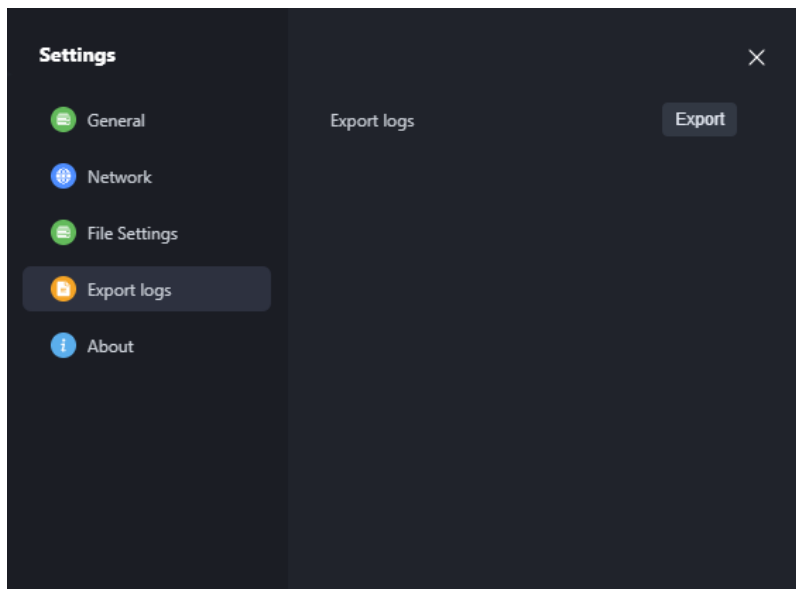 Settings
General
Network
File Settings
Export logs
About
Export logs
Export